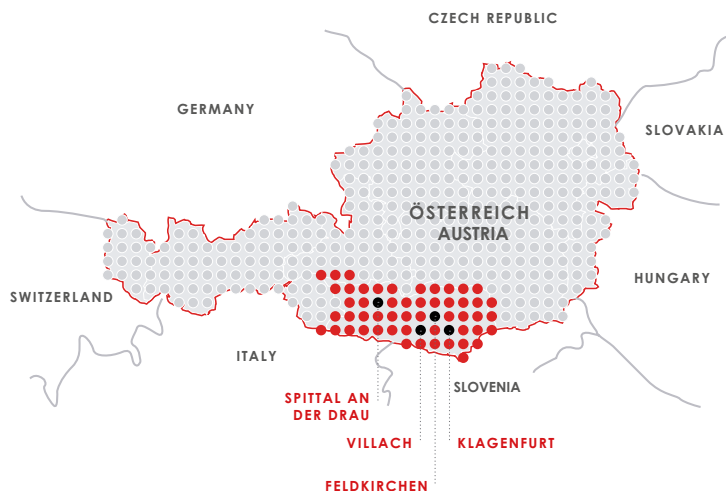 CZECH REPUBLIC
GERMANY
SLOVAKIA
ÖSTERREICH
AUSTRIA
HUNGARY
SWITZERLAND
ITALY
SLOVENIA
SPITTAL AN
DER DRAU
VILLACH
KLAGENFURT
FELDKIRCHEN